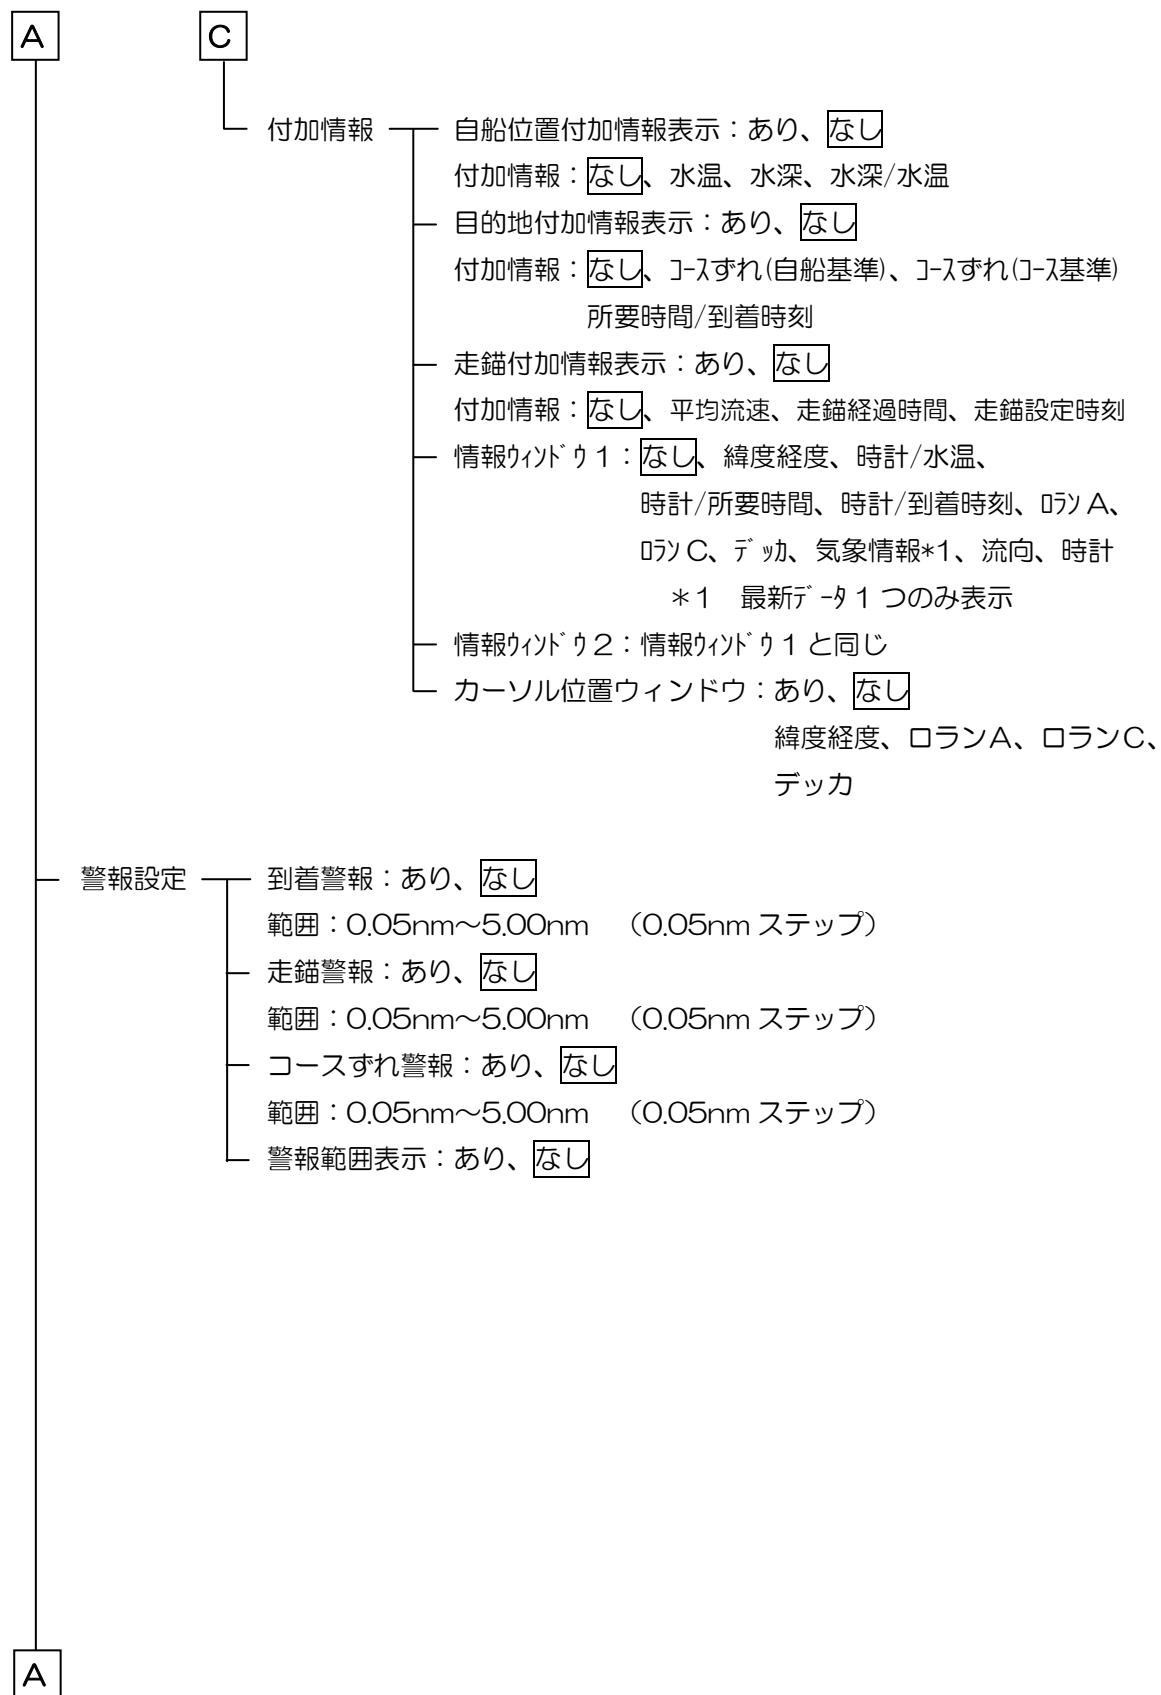 A C
付加情報 自船位置付加情報表示：あり、なし
付加情報：なし、水温、水深、水深/水温
目的地付加情報表示：あり、なし
付加情報：なし、ｺｰｽずれ(自船基準)、ｺｰｽずれ(ｺｰｽ基準)
所要時間/到着時刻
走錨付加情報表示：あり、なし
付加情報：なし、平均流速、走錨経過時間、走錨設定時刻
情報ｳｨﾝﾄﾞｳ１：なし、緯度経度、時計/水温、
時計/所要時間、時計/到着時刻、ﾛﾗﾝ A、
ﾛﾗﾝ C、ﾃﾞｯｶ、気象情報*1、流向、時計
＊１　最新ﾃﾞｰﾀ 1 つのみ表示
情報ｳｨﾝﾄﾞｳ２：情報ｳｨﾝﾄﾞｳ 1 と同じ
カーソル位置ウィンドウ：あり、なし
緯度経度、ロランＡ、ロランＣ、
デッカ
警報設定 到着警報：あり、なし
範囲：0.05nm～5.00nm　（0.05nm ステップ）
走錨警報：あり、なし
範囲：0.05nm～5.00nm　（0.05nm ステップ）
コースずれ警報：あり、なし
範囲：0.05nm～5.00nm　（0.05nm ステップ）
警報範囲表示：あり、なし
A